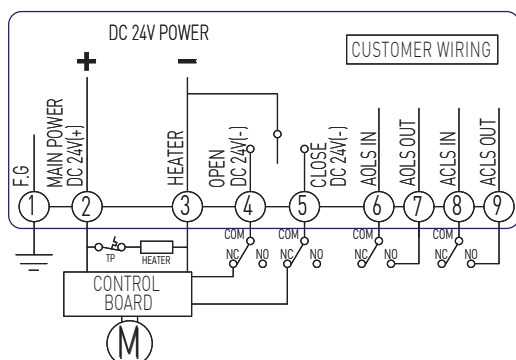 DC 24V POWER
CUSTOMER WIRING
+
−
F.G
MAIN POWER
DC 24V(+)
HEATER
OPEN
DC 24V(-)
CLOSE
DC 24V(-)
AOLS IN
AOLS OUT
ACLS IN
ACLS OUT
1 2 3 4 5 6 7 8 9
TP HEATER
COM COM COM COM
NC NO NC NO NC NO NC NO
CONTROL
BOARD
M